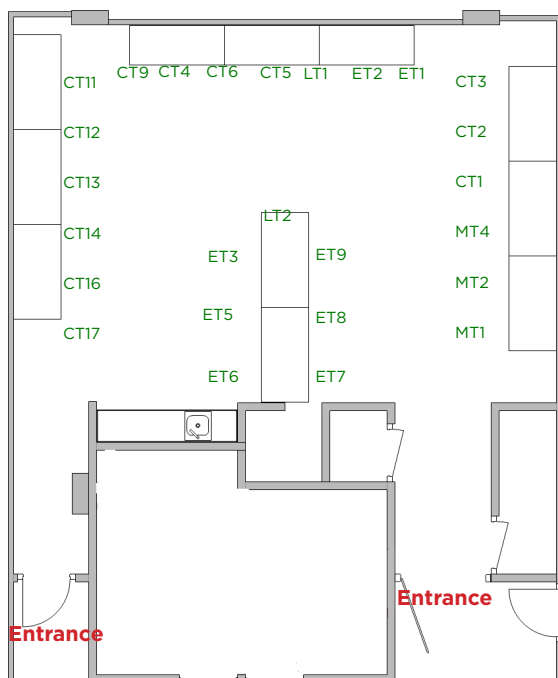 CT9 CT4 CT6 CT5 LT1 ET2 ET1
CT11
CT12
CT13
CT14
CT16
CT17
LT2
ET3
ET5
ET6
ET9
ET8
ET7
CT3
CT2
CT1
MT4
MT2
MT1
Entrance
Entrance